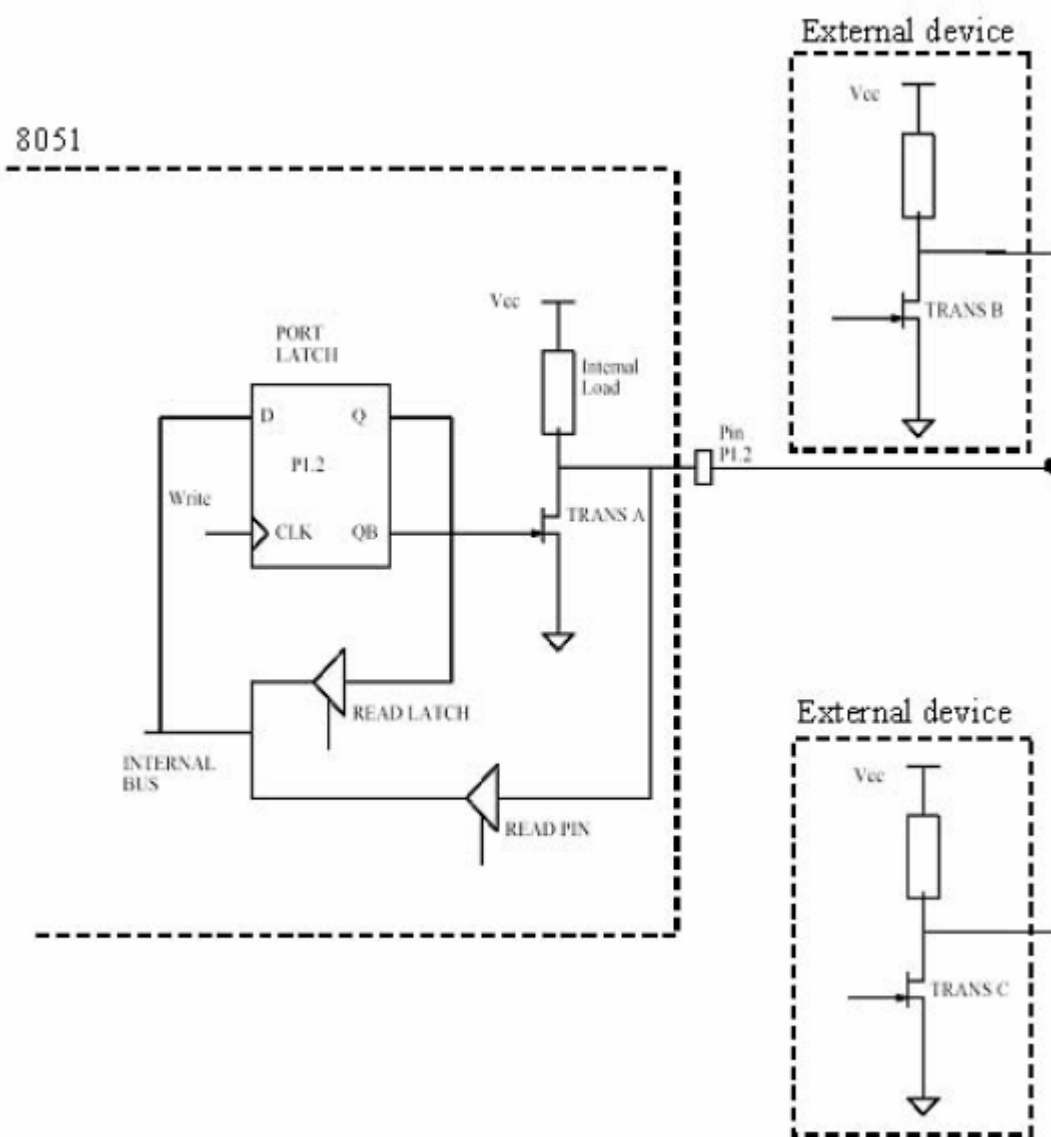 External device
Vcc
TRANS B
8051
Vcc
PORT
LATCH
Internal
Load
D
Q
P1.2
Write
CLK
QB
TRANS A
Pin
P1.2
READ LATCH
INTERNAL
BUS
READ PIN
External device
Vcc
TRANS C